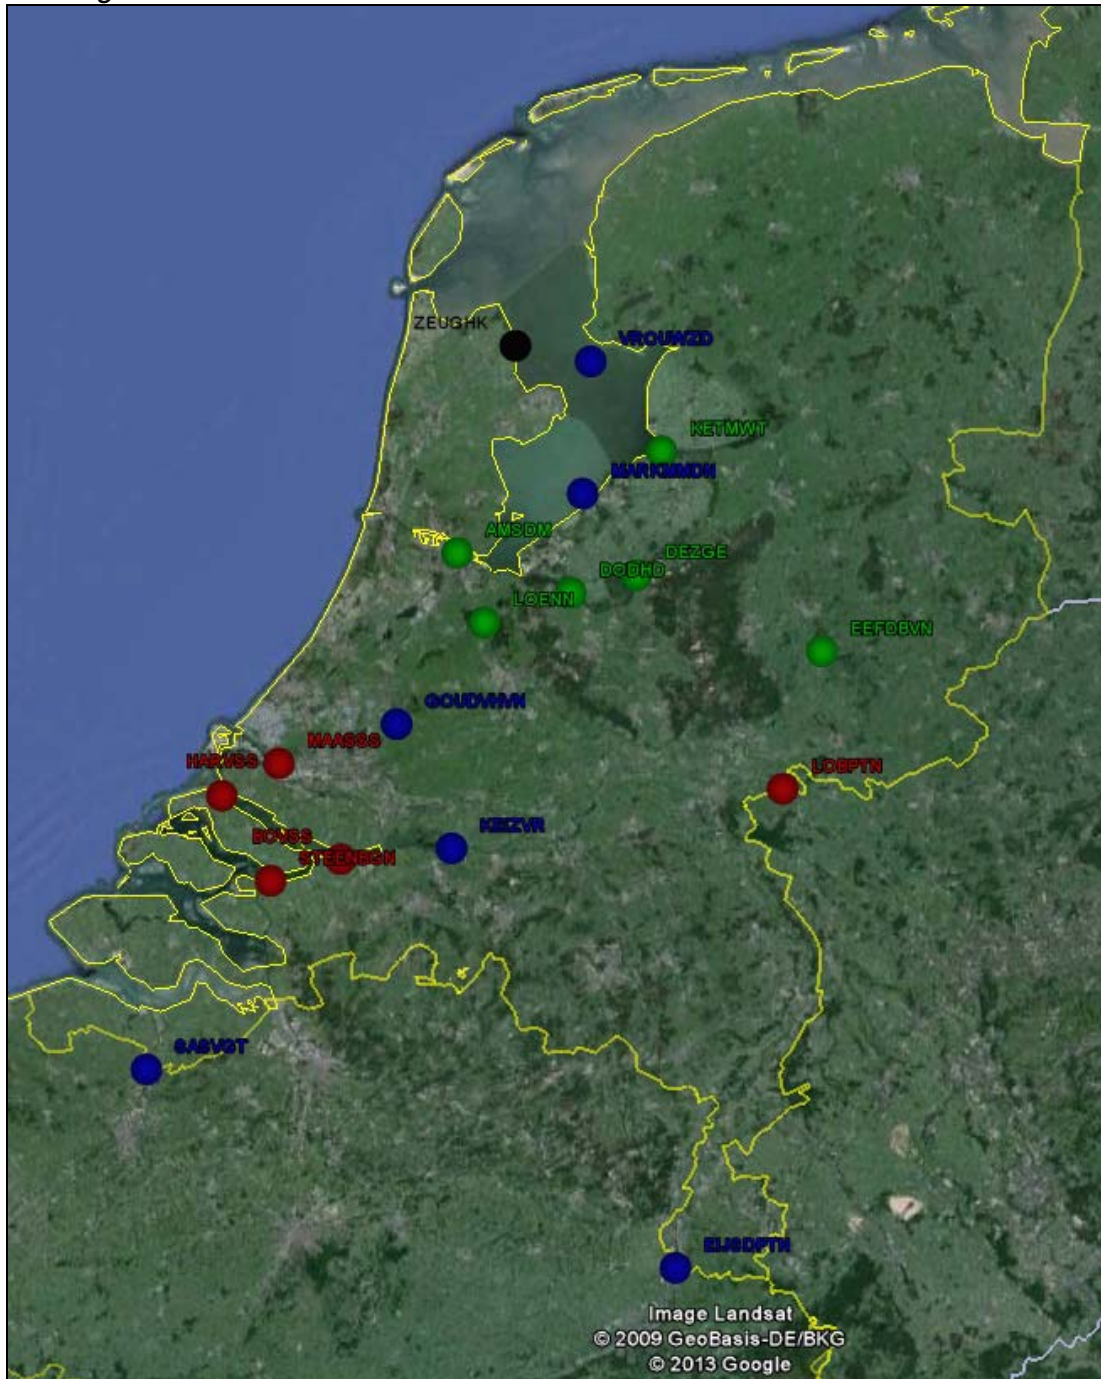 ZEUGHK
VROUWZD
KETMWT
MARKMMDN
AMSDM
DEZGE
DODHD
LOENN
EEFDBVN
GOUDVHVN
MAASSS
HARVSS
LOBPTN
KEIZVR
BOVSS
STEENBGN
SASVGT
EIJSDPTN
Image Landsat
© 2009 GeoBasis-DE/BKG
© 2013 Google